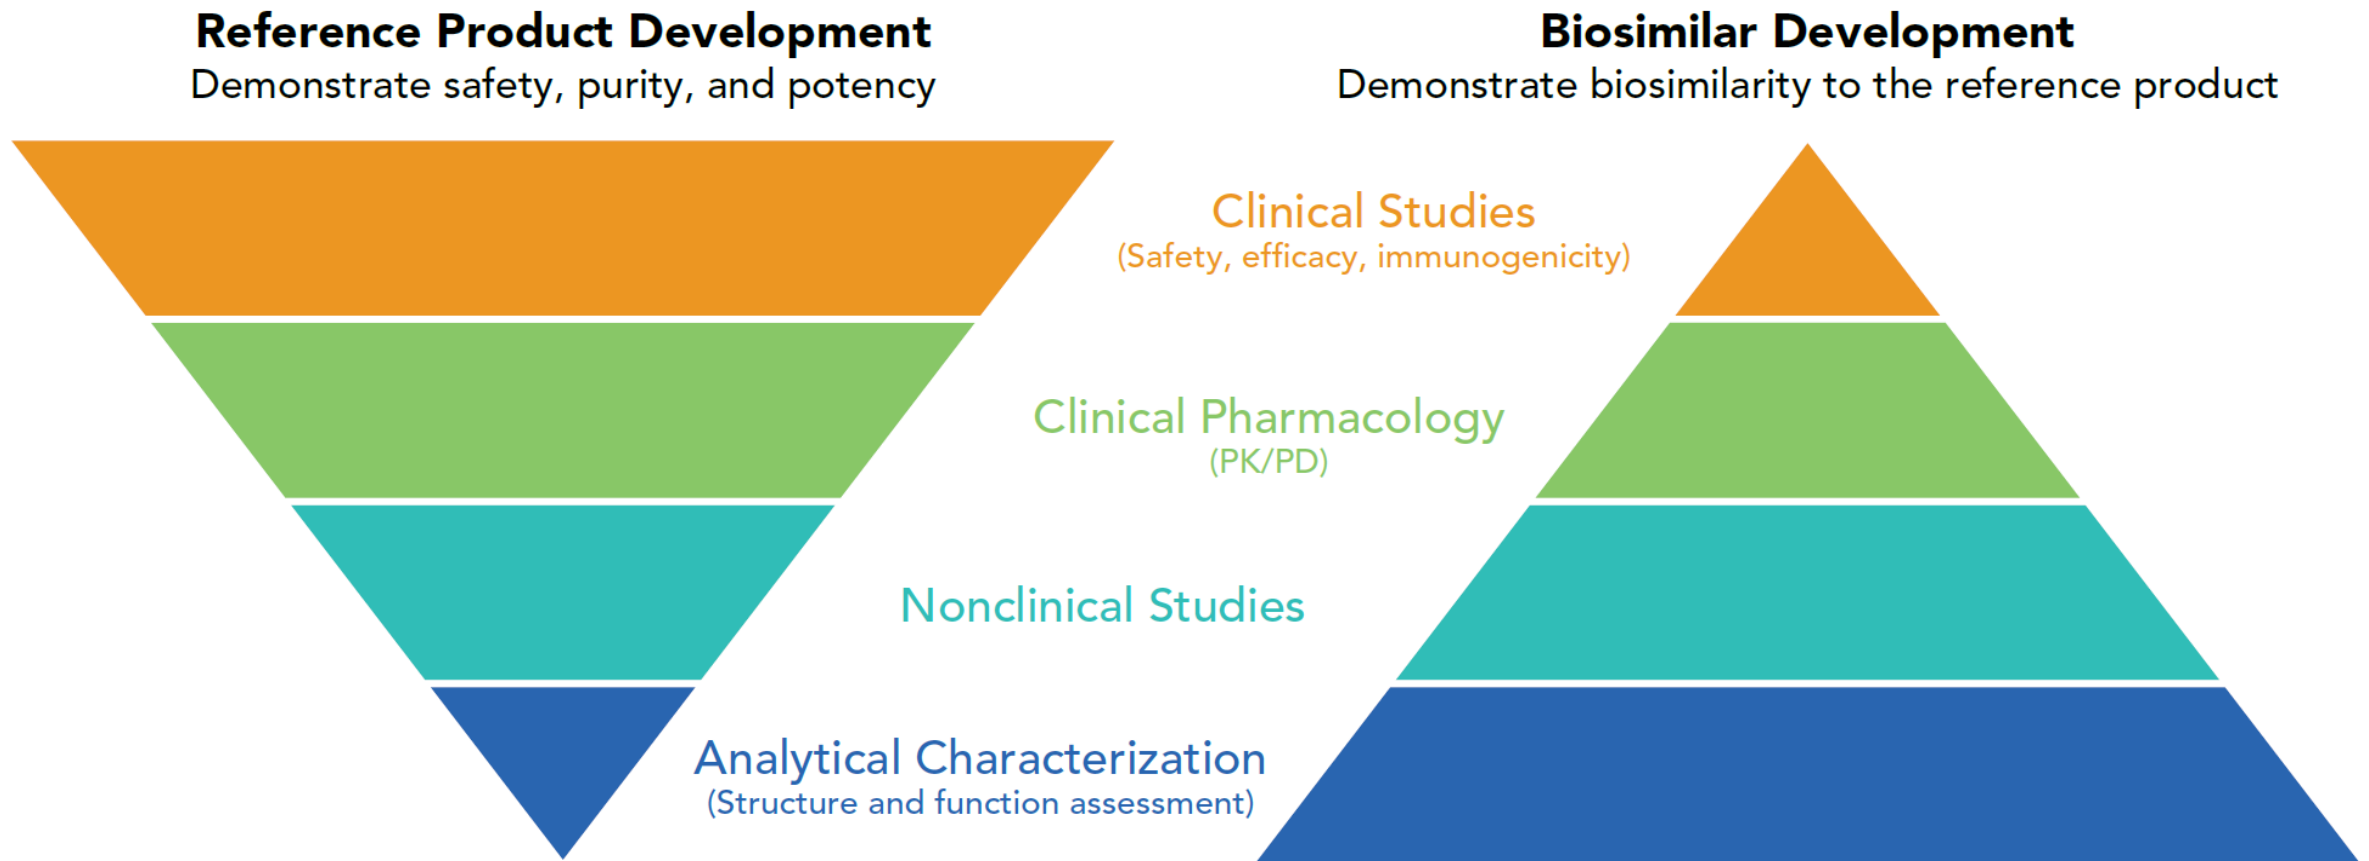 Reference Product Development
Demonstrate safety, purity, and potency
Biosimilar Development
Demonstrate biosimilarity to the reference product
Clinical Studies
(Safety, efficacy, immunogenicity)
Clinical Pharmacology
(PK/PD)
Nonclinical Studies
Analytical Characterization
(Structure and function assessment)